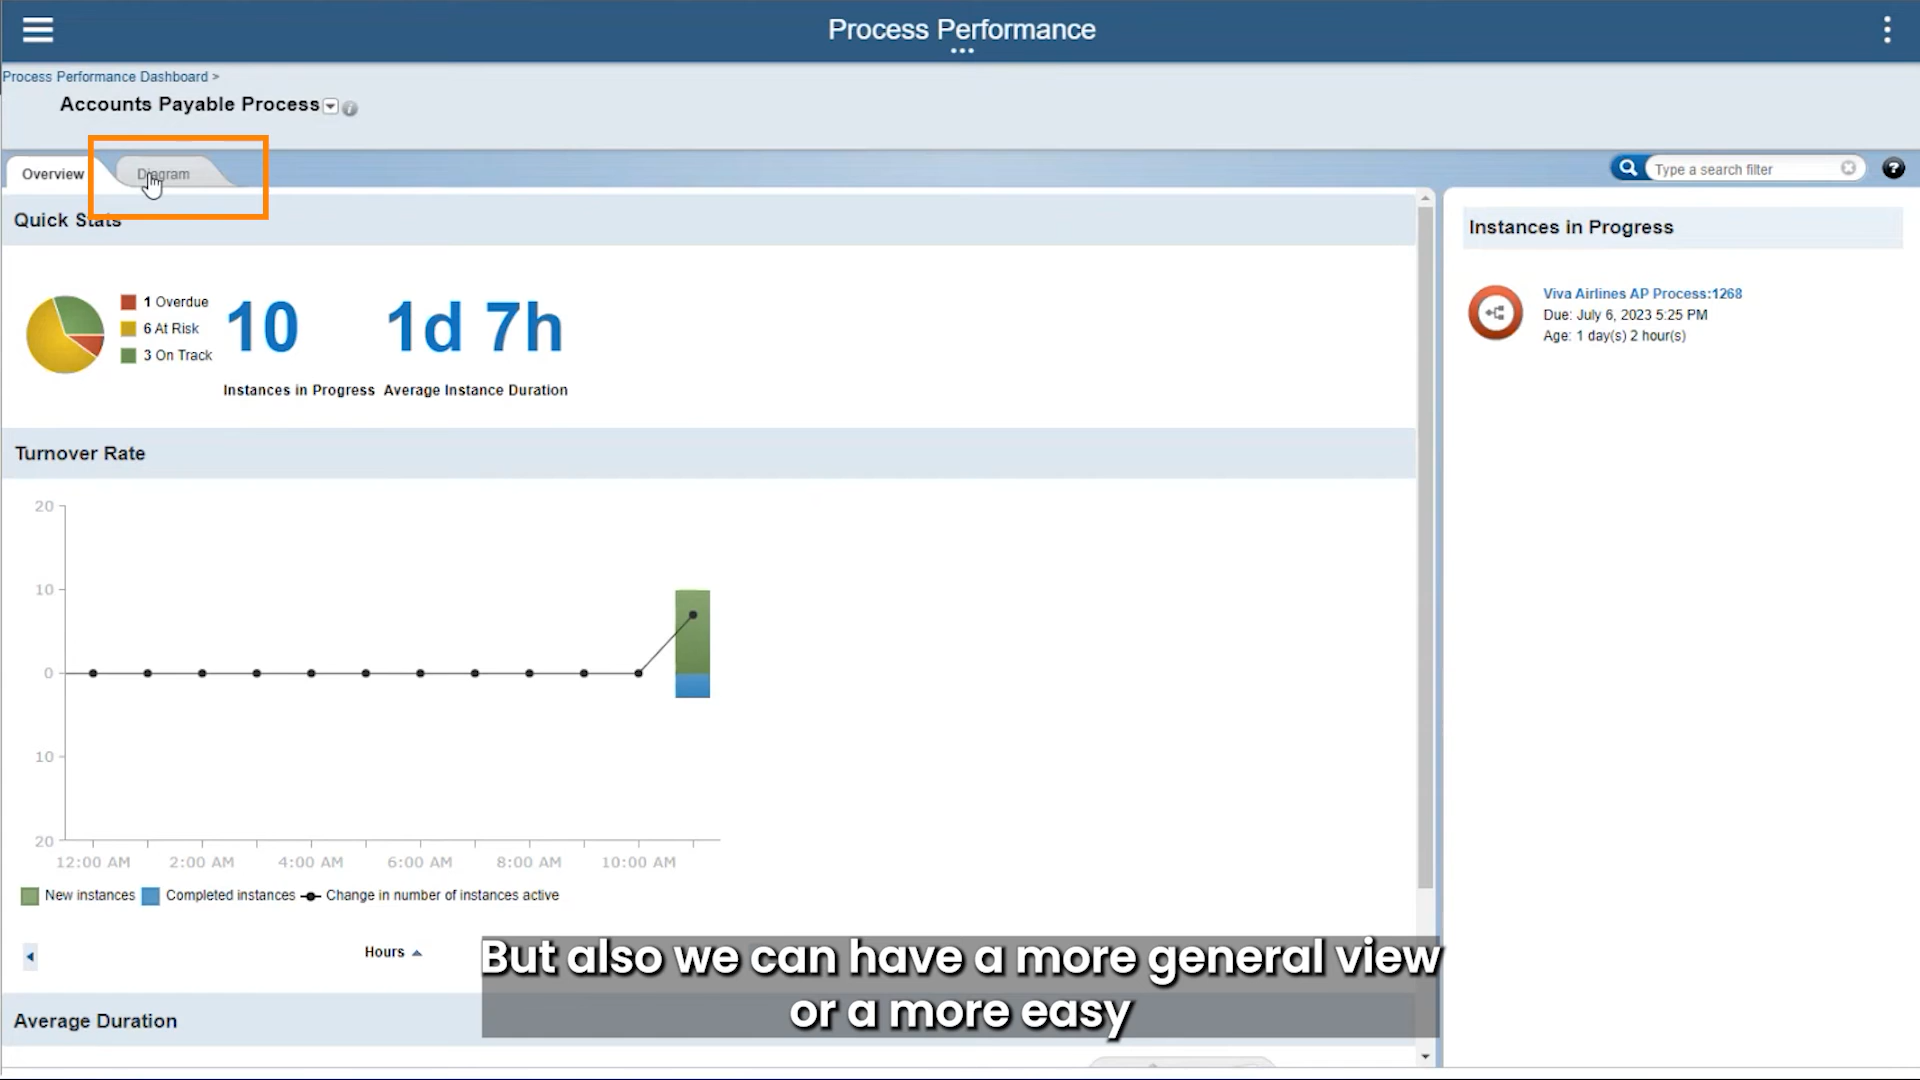 Process Performance
Process Performance Dashboard >
Accounts Payable Process
Overview
Diagram
Type a search filter
Quick Stats
1 Overdue
6 At Risk
3 On Track
10
Instances in Progress
1d 7h
Average Instance Duration
Turnover Rate
20
10
0
10
20
12:00 AM
2:00 AM
4:00 AM
6:00 AM
8:00 AM
10:00 AM
New instances
Completed instances
Change in number of instances active
Hours
Average Duration
Instances in Progress
Viva Airlines AP Process:1268
Due: July 6, 2023 5:25 PM
Age: 1 day(s) 2 hour(s)
But also we can have a more general view
or a more easy